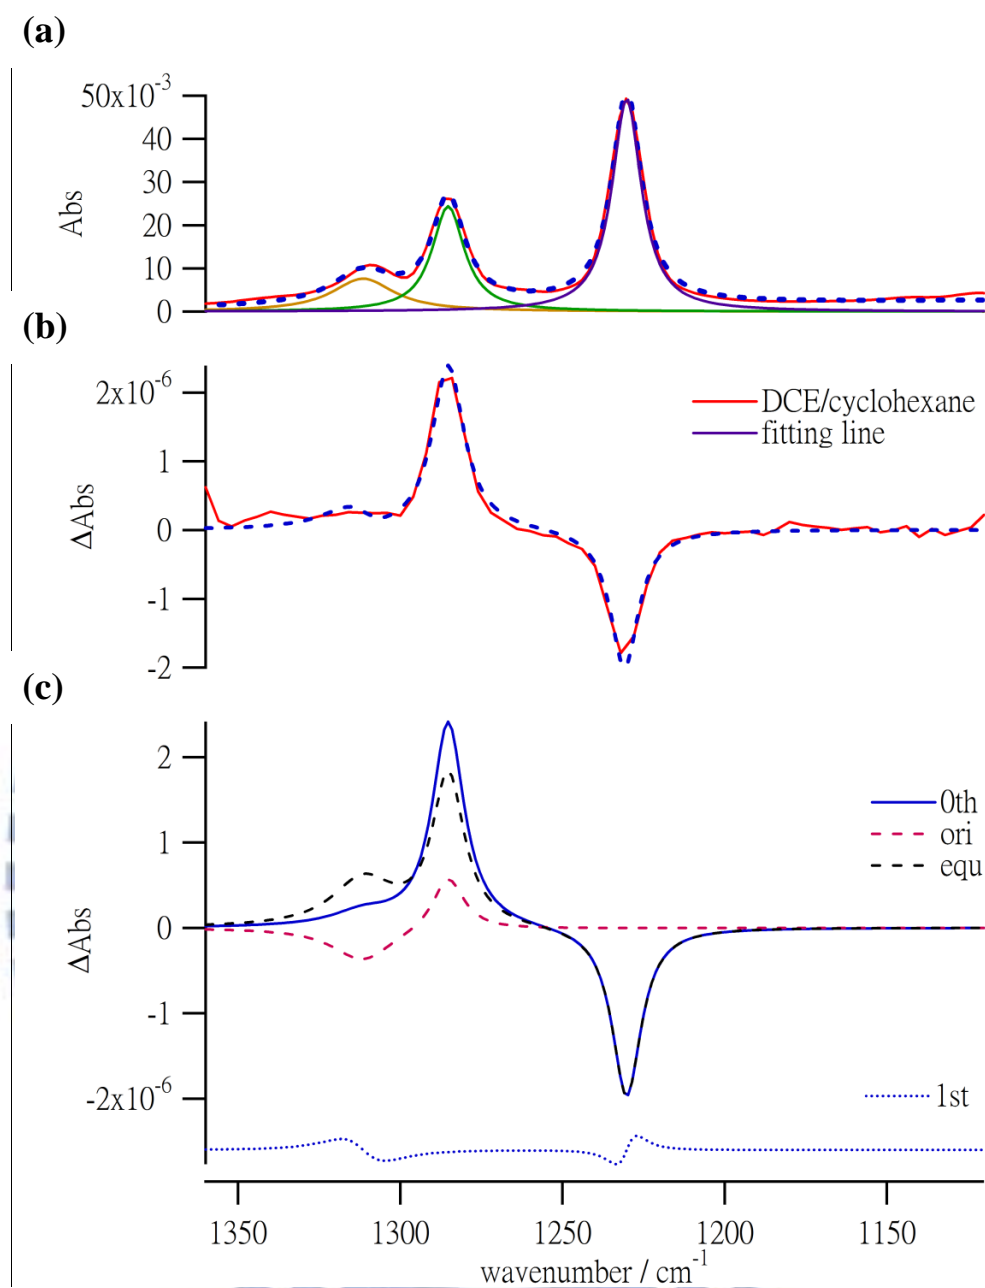 (a)
50x10⁻³
40
30
20
10
0
Abs
(b)
2x10⁻⁶
1
0
-1
-2
ΔAbs
DCE/cyclohexane
fitting line
(c)
2
1
0
-1
-2x10⁻⁶
ΔAbs
0th
ori
equ
1st
1350 1300 1250 1200 1150
wavenumber / cm⁻¹